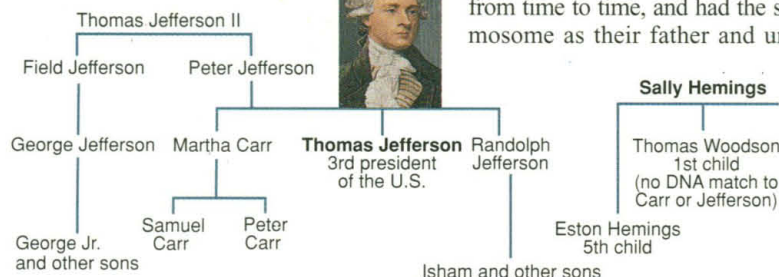 from time to time, and had the s
mosome as their father and un
Thomas Jefferson II
Field Jefferson
Peter Jefferson
Sally Hemings
George Jefferson
Martha Carr
Thomas Jefferson
3rd president
of the U.S.
Randolph
Jefferson
Thomas Woodson
1st child
(no DNA match to
Carr or Jefferson)
Samuel
Carr
Peter
Carr
Eston Hemings
5th child
George Jr.
and other sons
Isham and other sons